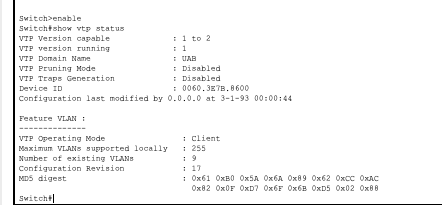 Switch>enable
Switch#show vtp status
VTP Version capable : 1 to 2
VTP version running : 1
VTP Domain Name : UAB
VTP Pruning Mode : Disabled
VTP Traps Generation : Disabled
Device ID : 0060.3E7B.8600
Configuration last modified by 0.0.0.0 at 3-1-93 00:00:44
Feature VLAN :
--------------
VTP Operating Mode : Client
Maximum VLANs supported locally : 255
Number of existing VLANs : 9
Configuration Revision : 17
MD5 digest : 0x61 0xB0 0x5A 0x6A 0x89 0x62 0xCC 0xAC
0x82 0x0F 0xD7 0x6F 0x6B 0xD5 0x02 0x88
Switch#